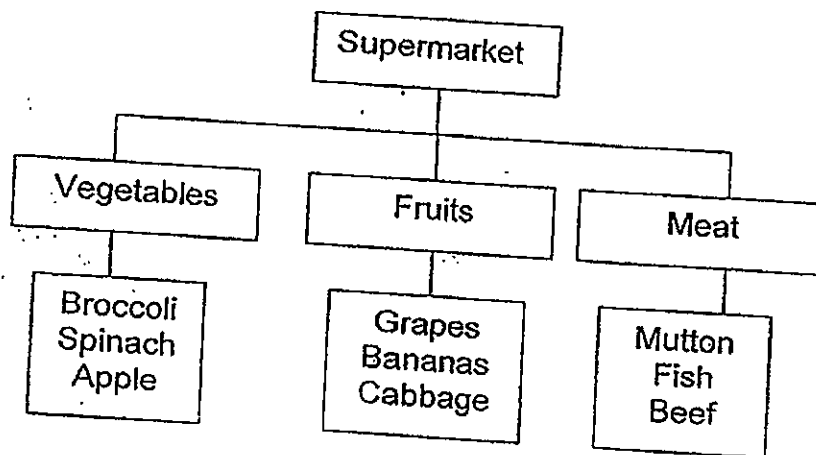 Supermarket
Vegetables
Fruits
Meat
Broccoli
Spinach
Apple
Grapes
Bananas
Cabbage
Mutton
Fish
Beef